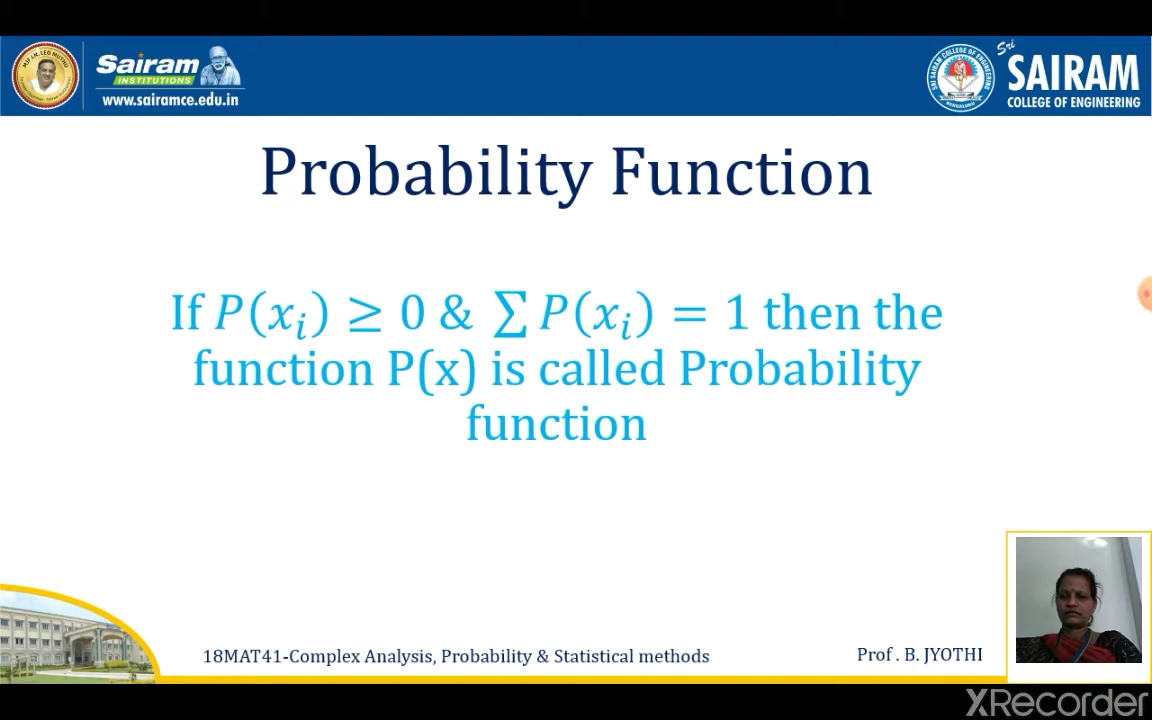 Sairam
INSTITUTIONS
www.sairamce.edu.in
Sri
SAIRAM
COLLEGE OF ENGINEERING
Probability Function
If P(xᵢ) ≥ 0 & ∑ P(xᵢ) = 1 then the
function P(x) is called Probability
function
18MAT41-Complex Analysis, Probability & Statistical methods
Prof . B. JYOTHI
XRecorder